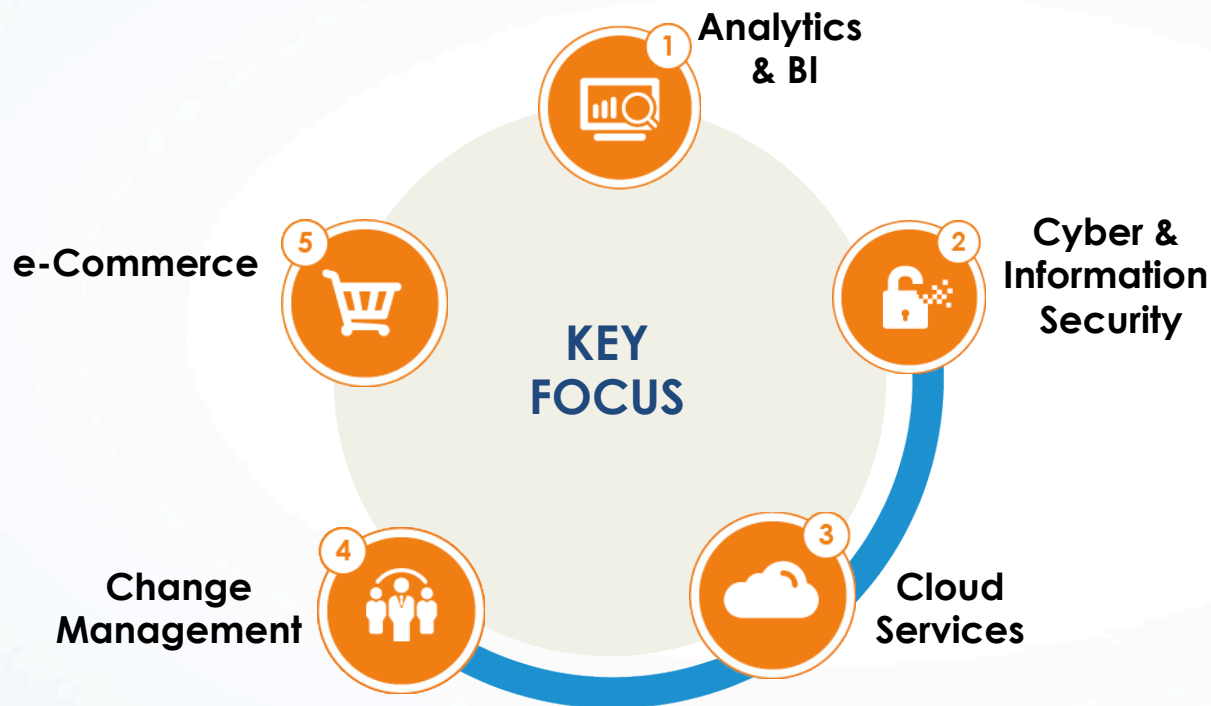 1
Analytics
& BI
2
Cyber &
Information
Security
3
Cloud
Services
4
Change
Management
5
e-Commerce
KEY
FOCUS